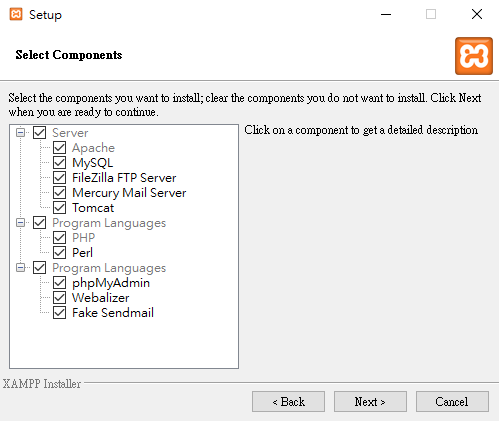 Setup
Select Components
Select the components you want to install; clear the components you do not want to install. Click Next
when you are ready to continue.
Server
Apache
MySQL
FileZilla FTP Server
Mercury Mail Server
Tomcat
Program Languages
PHP
Perl
Program Languages
phpMyAdmin
Webalizer
Fake Sendmail
Click on a component to get a detailed description
XAMPP Installer
< Back
Next >
Cancel